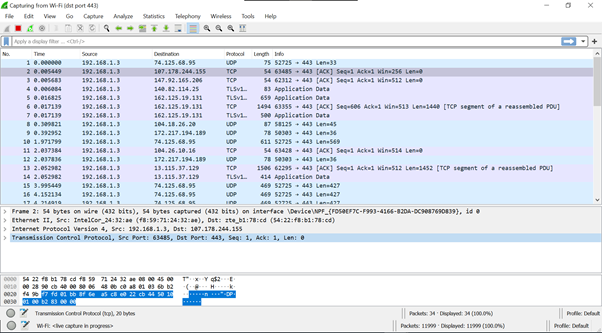 Capturing from Wi-Fi (dst port 443)
File Edit View Go Capture Analyze Statistics Telephony Wireless Tools Help
Apply a display filter ... <Ctrl-/>
No. Time Source Destination Protocol Length Info
1 0.000000 192.168.1.3 74.125.68.95 UDP 75 52725 → 443 Len=33
2 0.005449 192.168.1.3 107.178.244.155 TCP 54 63485 → 443 [ACK] Seq=1 Ack=1 Win=256 Len=0
3 0.005683 192.168.1.3 147.92.165.206 TCP 54 62312 → 443 [ACK] Seq=1 Ack=1 Win=512 Len=0
4 0.006084 192.168.1.3 140.82.114.25 TLSv1... 83 Application Data
5 0.016825 192.168.1.3 162.125.19.131 TLSv1... 659 Application Data
6 0.017139 192.168.1.3 162.125.19.131 TCP 1494 63355 → 443 [ACK] Seq=606 Ack=1 Win=513 Len=1440 [TCP segment of a reassembled PDU]
7 0.017139 192.168.1.3 162.125.19.131 TLSv1... 500 Application Data
8 0.309821 192.168.1.3 104.18.26.20 UDP 87 58125 → 443 Len=45
9 0.392952 192.168.1.3 172.217.194.189 UDP 78 50303 → 443 Len=36
10 1.971799 192.168.1.3 74.125.68.95 UDP 611 52725 → 443 Len=569
11 2.037384 192.168.1.3 104.26.10.16 TCP 54 63428 → 443 [ACK] Seq=1 Ack=1 Win=514 Len=0
12 2.037836 192.168.1.3 172.217.194.189 UDP 78 50303 → 443 Len=36
13 2.052982 192.168.1.3 13.115.37.129 TCP 1506 62295 → 443 [ACK] Seq=1 Ack=1 Win=512 Len=1452 [TCP segment of a reassembled PDU]
14 2.052982 192.168.1.3 13.115.37.129 TLSv1... 414 Application Data
15 3.995449 192.168.1.3 74.125.68.95 UDP 469 52725 → 443 Len=427
16 4.152134 192.168.1.3 74.125.68.95 UDP 469 52725 → 443 Len=427
Frame 2: 54 bytes on wire (432 bits), 54 bytes captured (432 bits) on interface \Device\NPF_{FD50EF7C-F993-4166-B2DA-DC908769D839}, id 0
Ethernet II, Src: IntelCor_24:32:ae (f8:59:71:24:32:ae), Dst: zte_b1:78:cd (54:22:f8:b1:78:cd)
Internet Protocol Version 4, Src: 192.168.1.3, Dst: 107.178.244.155
Transmission Control Protocol, Src Port: 63485, Dst Port: 443, Seq: 1, Ack: 1, Len: 0
0000 54 22 f8 b1 78 cd f8 59 71 24 32 ae 08 00 45 00
0010 00 28 90 cb 40 00 80 06 48 0b c0 a8 01 03 6b b2
0020 f4 9b f7 fd 01 bb 8f 6e a5 c8 e0 22 cb 44 50 10
0030 01 00 b2 83 00 00
Transmission Control Protocol (tcp), 20 bytes Packets: 34 · Displayed: 34 (100.0%) Profile: Default
Wi-Fi: <live capture in progress> Packets: 11999 · Displayed: 11999 (100.0%) Profile: Default